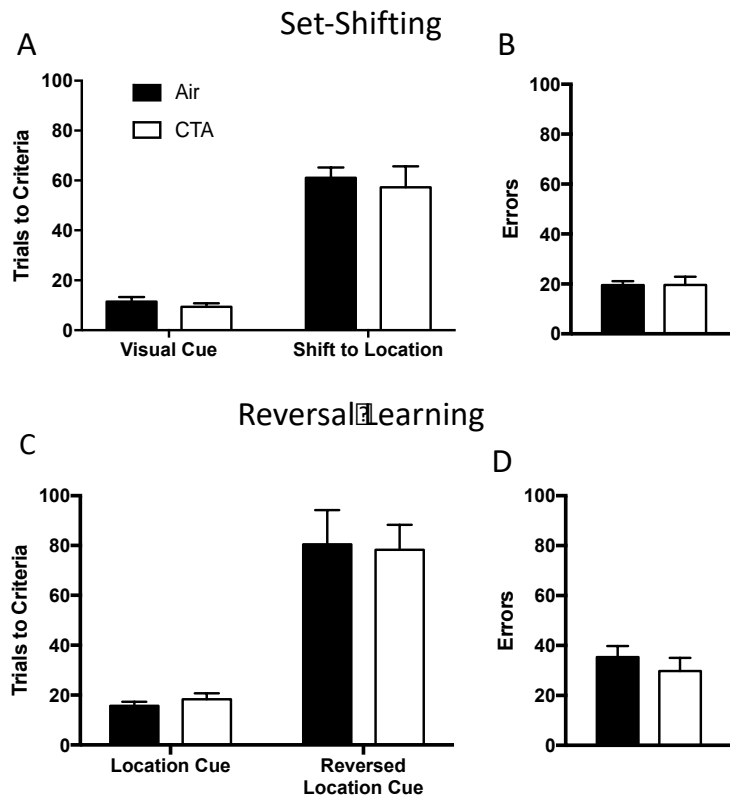 Set-Shifting
A
B
100
80
60
40
20
0
Trials to Criteria
Air
CTA
Visual Cue
Shift to Location
100
80
60
40
20
0
Errors
Reversal⍰Learning
C
D
100
80
60
40
20
0
Trials to Criteria
Location Cue
Reversed
Location Cue
100
80
60
40
20
0
Errors